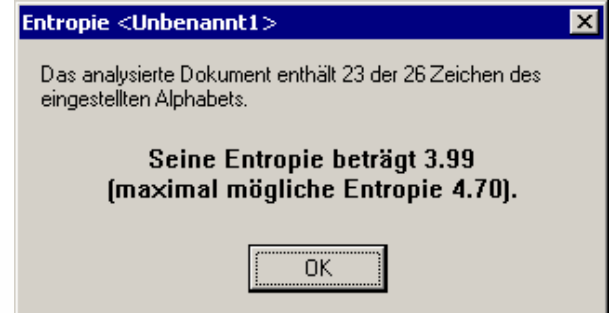 Entropie <Unbenannt1>
Das analysierte Dokument enthält 23 der 26 Zeichen des
eingestellten Alphabets.
Seine Entropie beträgt 3.99
(maximal mögliche Entropie 4.70).
OK